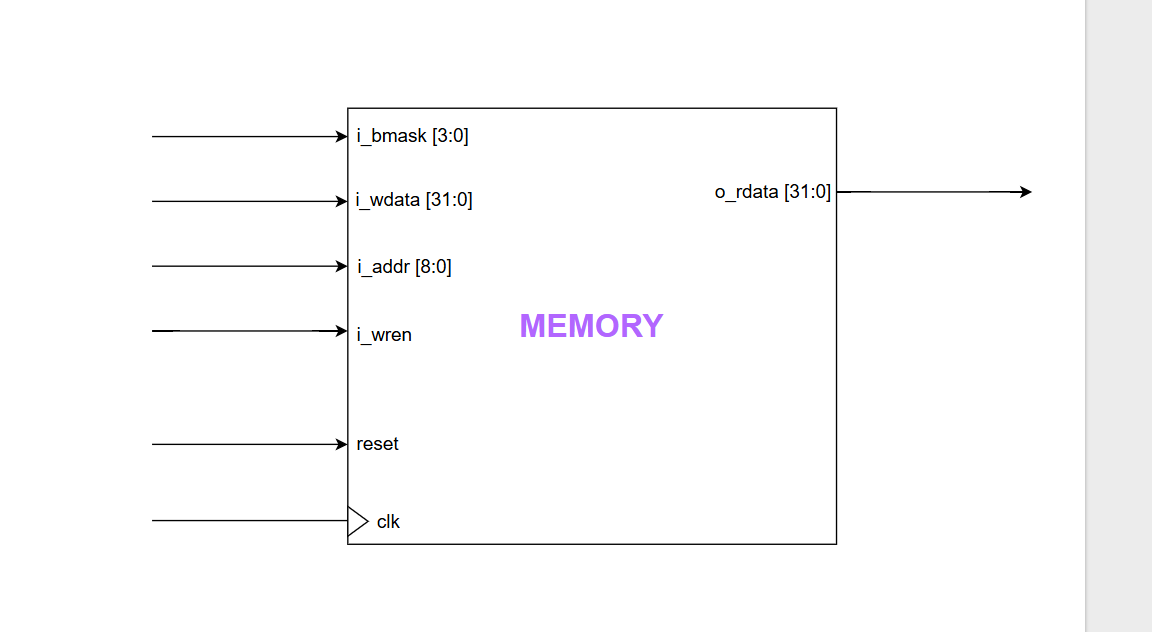 i_bmask [3:0]
i_wdata [31:0]
o_rdata [31:0]
i_addr [8:0]
MEMORY
i_wren
reset
clk